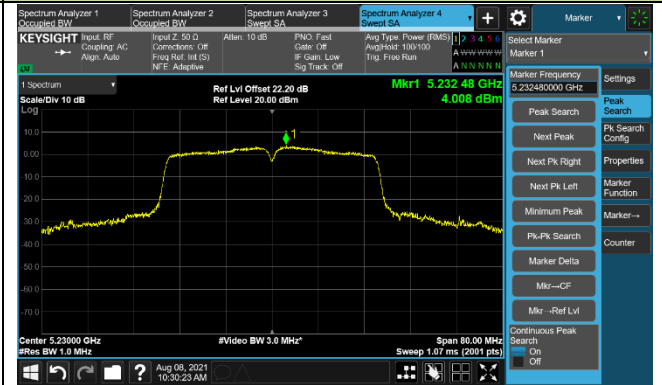 Spectrum Analyzer 1
Occupied BW
Spectrum Analyzer 2
Occupied BW
Spectrum Analyzer 3
Swept SA
Spectrum Analyzer 4
Swept SA
+
Marker
KEYSIGHT
Input: RF
Coupling: AC
Align: Auto
Input Z: 50 Ω
Corrections: Off
Freq Ref: Int (S)
NFE: Adaptive
Atten: 10 dB
PNO: Fast
Gate: Off
IF Gain: Low
Sig Track: Off
Avg Type: Power (RMS)
Avg|Hold: 100/100
Trig: Free Run
1 2 3 4 5 6
A W W W W W
A N N N N N
LV
Select Marker
Marker 1
1 Spectrum
Scale/Div 10 dB
Log
Ref Lvl Offset 22.20 dB
Ref Level 20.00 dBm
Mkr1 5.232 48 GHz
4.008 dBm
1
10.0
0.00
-10.0
-20.0
-30.0
-40.0
-50.0
-60.0
-70.0
Center 5.23000 GHz
#Res BW 1.0 MHz
#Video BW 3.0 MHz*
Span 80.00 MHz
Sweep 1.07 ms (2001 pts)
Marker Frequency
5.232480000 GHz
Peak Search
Next Peak
Next Pk Right
Next Pk Left
Minimum Peak
Pk-Pk Search
Marker Delta
Mkr→CF
Mkr→Ref Lvl
Continuous Peak
Search
On
Off
Settings
Peak
Search
Pk Search
Config
Properties
Marker
Function
Marker→
Counter
?
Aug 08, 2021
10:30:23 AM